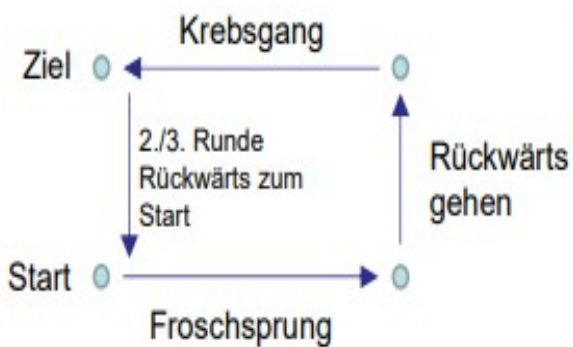 Krebsgang
Ziel
2./3. Runde
Rückwärts zum
Start
Rückwärts
gehen
Start
Froschsprung